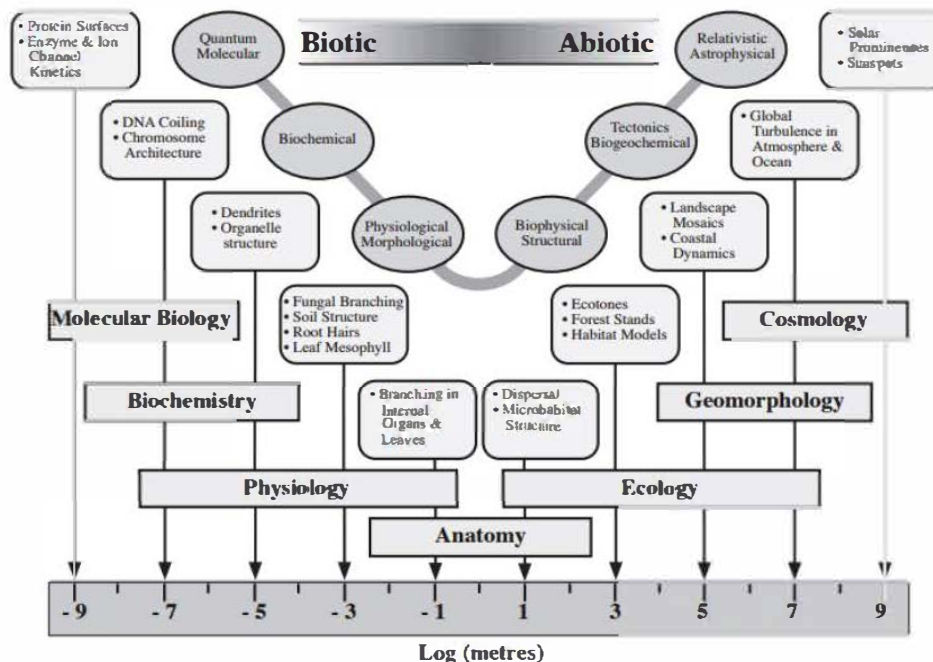 • Protein Surfaces
• Enzyme & Ion
Channel
Kinetics
Quantum
Molecular
Biotic
Abiotic
Relativistic
Astrophysical
• Solar
Prominences
• Sunspots
• DNA Coiling
• Chromosome
Architecture
Biochemical
Tectonics
Biogeochemical
• Global
Turbulence in
Atmosphere &
Ocean
• Dendrites
• Organelle
structure
Physiological
Morphological
Biophysical
Structural
• Landscape
Mosaics
• Coastal
Dynamics
Molecular Biology
• Fungal Branching
• Soil Structure
• Root Hairs
• Leaf Mesophyll
• Ecotones
• Forest Stands
• Habitat Models
Cosmology
Biochemistry
• Branching in
Internal
Organs &
Leaves
• Dispersal
• Microhabitat
Structure
Geomorphology
Physiology
Ecology
Anatomy
- 9 - 7 - 5 - 3 - 1 1 3 5 7 9
Log (metres)